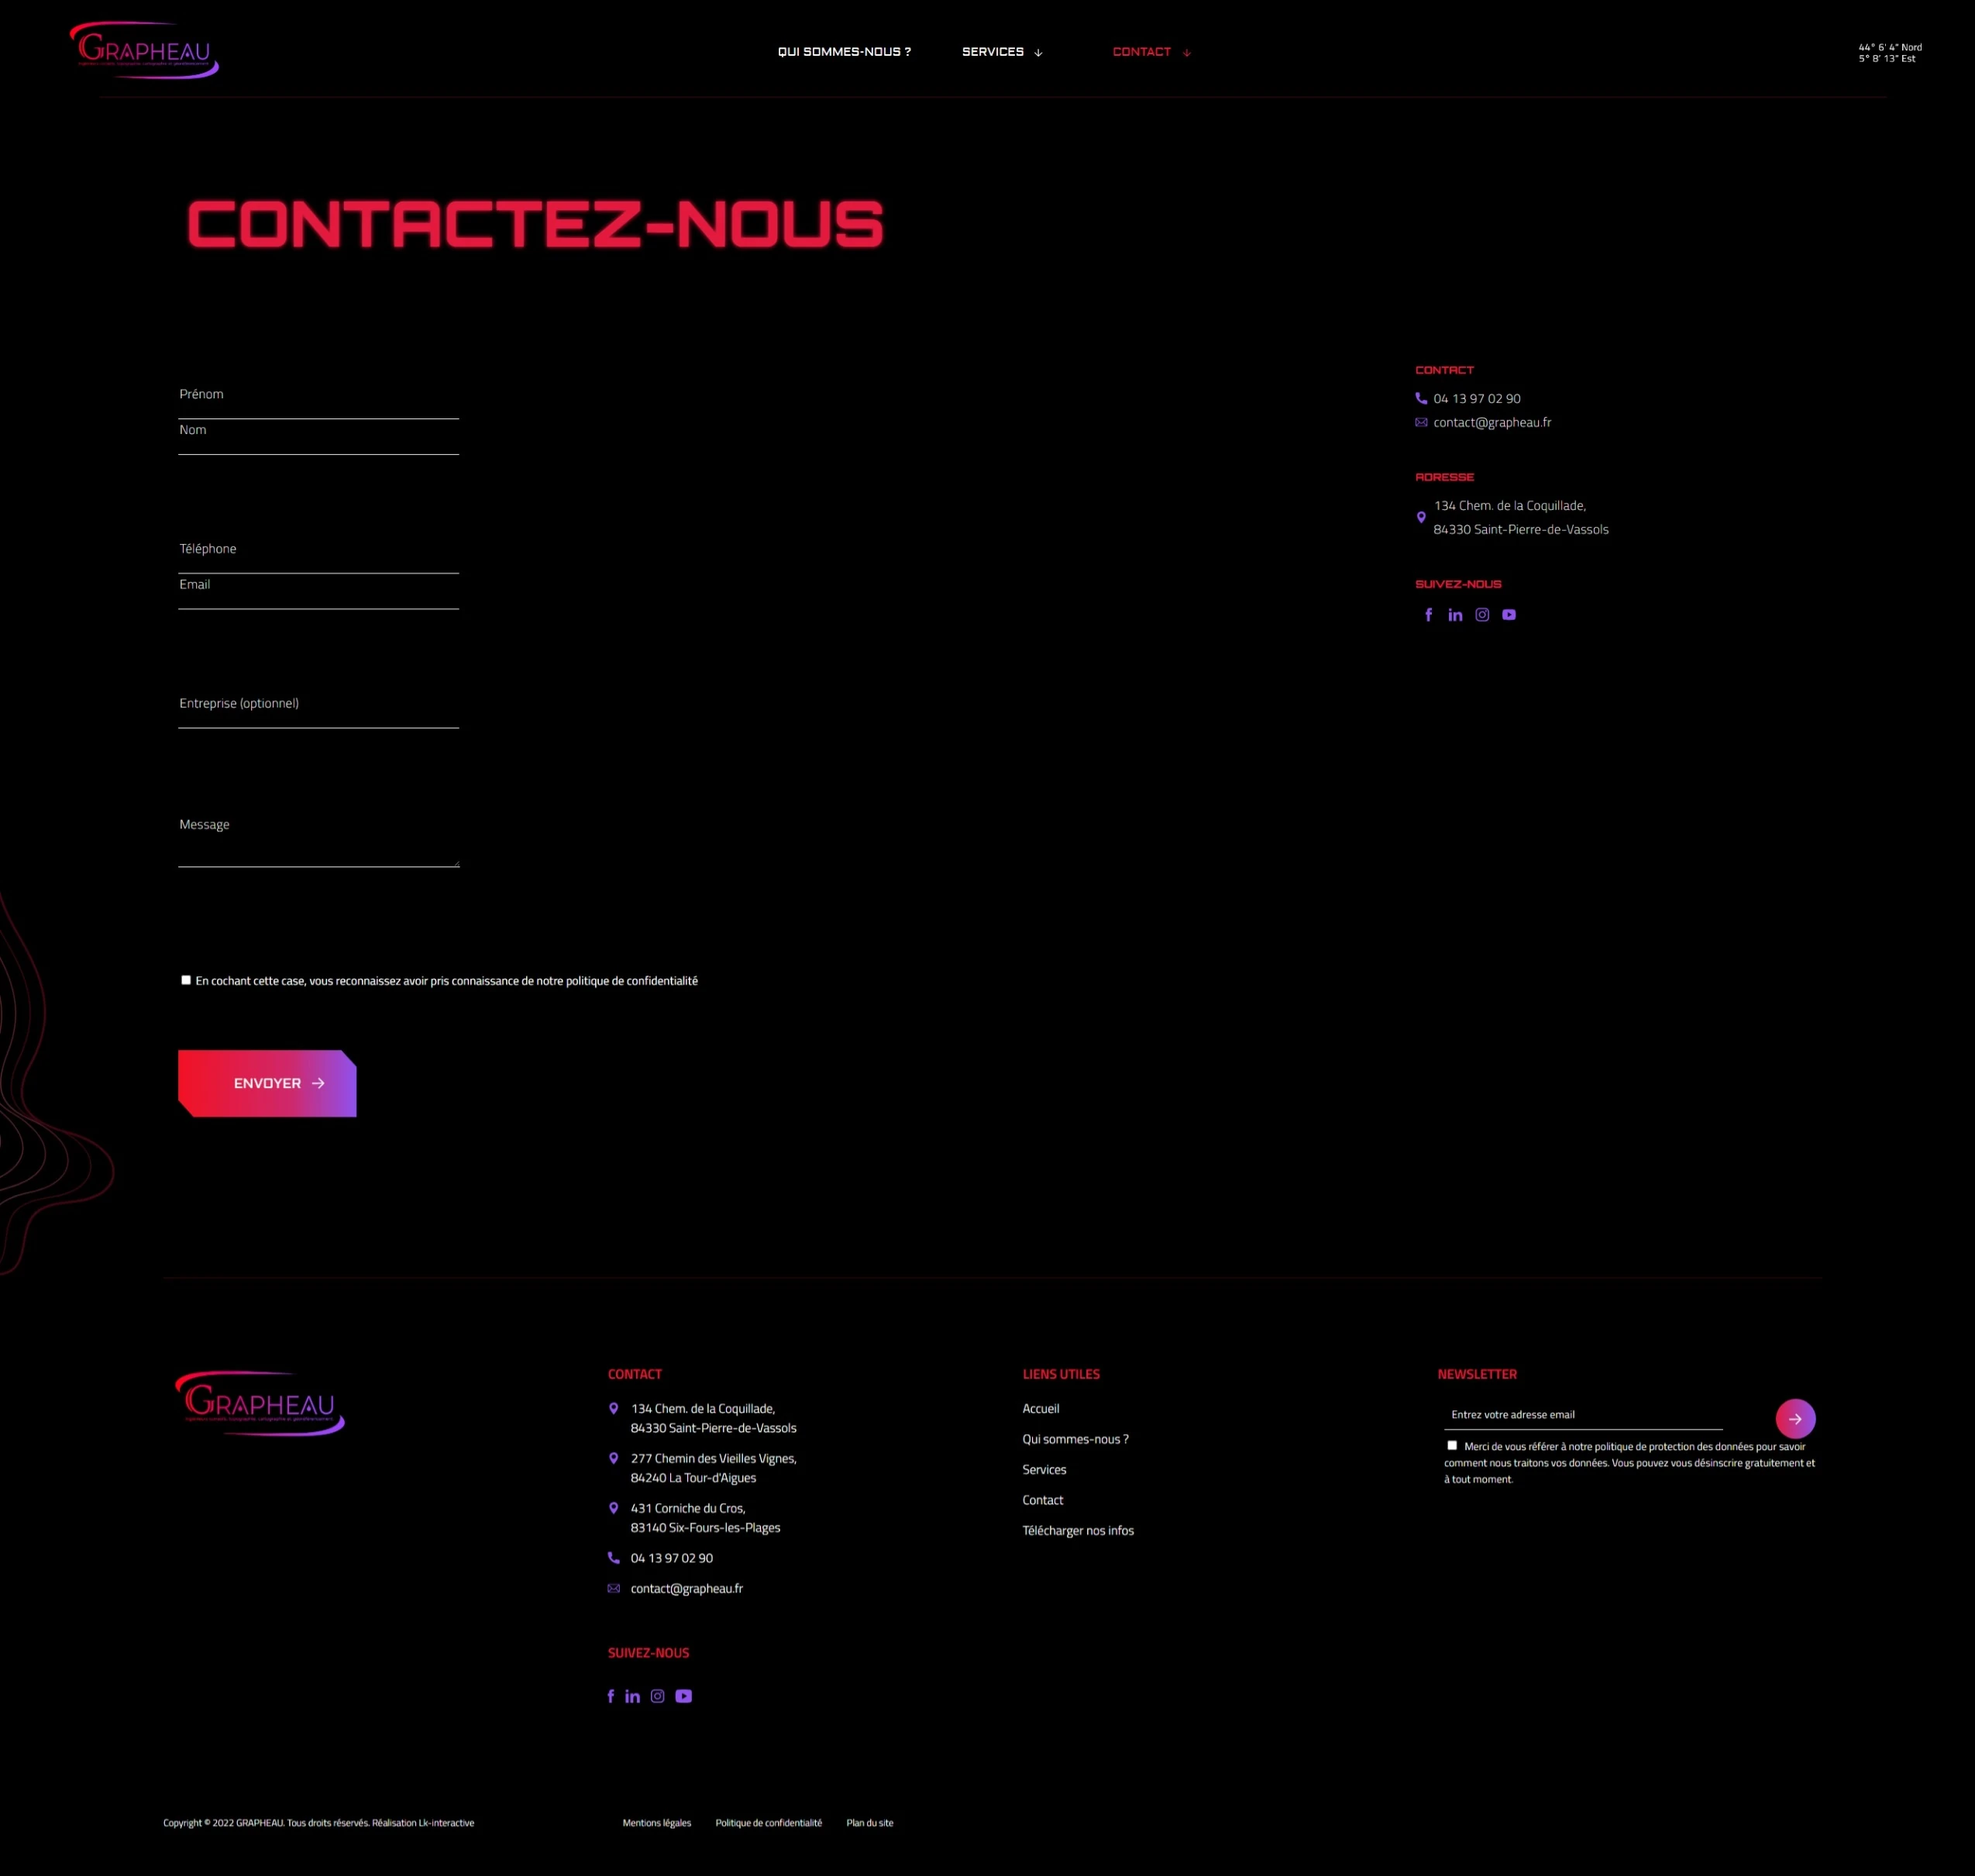 GRAPHEAU
QUI SOMMES-NOUS ?
SERVICES
CONTACT
44° 6' 4" Nord
5° 8' 13" Est
CONTACTEZ-NOUS
Prénom
Nom
Téléphone
Email
Entreprise (optionnel)
Message
En cochant cette case, vous reconnaissez avoir pris connaissance de notre politique de confidentialité
ENVOYER
CONTACT
04 13 97 02 90
contact@grapheau.fr
ADRESSE
134 Chem. de la Coquillade,
84330 Saint-Pierre-de-Vassols
SUIVEZ-NOUS
GRAPHEAU
CONTACT
134 Chem. de la Coquillade,
84330 Saint-Pierre-de-Vassols
277 Chemin des Vieilles Vignes,
84240 La Tour-d'Aigues
431 Corniche du Cros,
83140 Six-Fours-les-Plages
04 13 97 02 90
contact@grapheau.fr
SUIVEZ-NOUS
LIENS UTILES
Accueil
Qui sommes-nous ?
Services
Contact
Télécharger nos infos
NEWSLETTER
Entrez votre adresse email
Merci de vous référer à notre politique de protection des données pour savoir
comment nous traitons vos données. Vous pouvez vous désinscrire gratuitement et
à tout moment.
Copyright © 2022 GRAPHEAU. Tous droits réservés. Réalisation Lk-interactive
Mentions légales
Politique de confidentialité
Plan du site